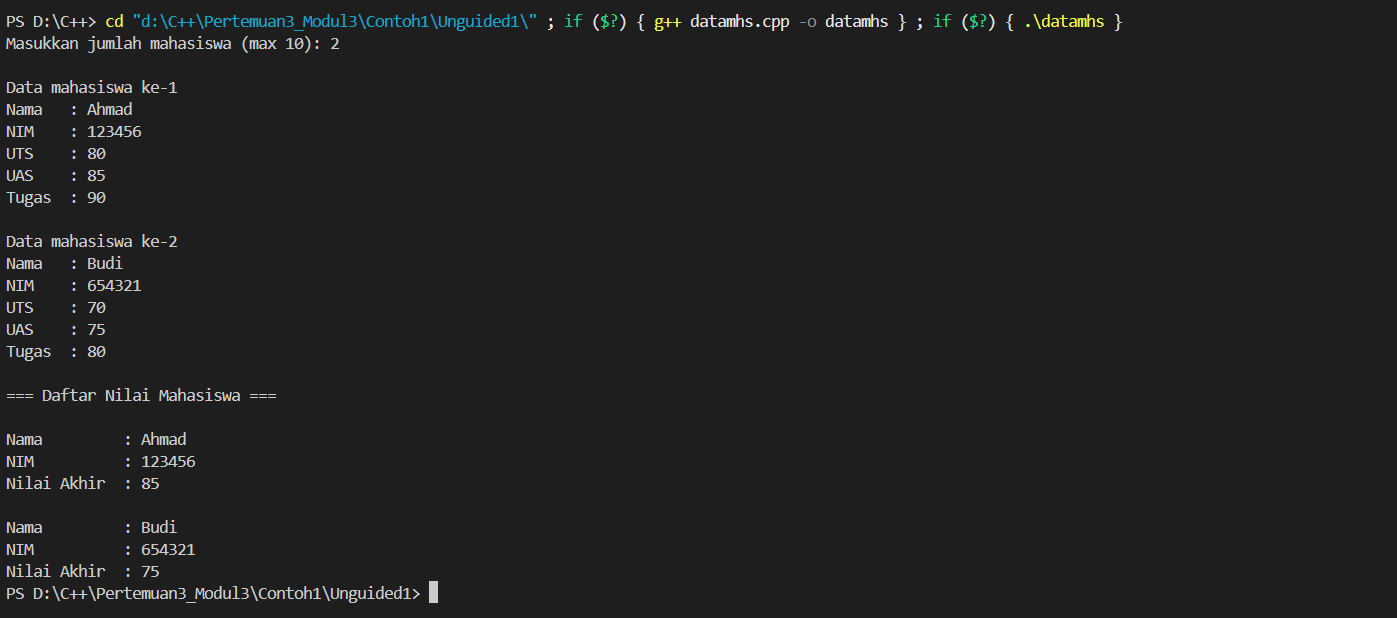 PS D:\C++> cd "d:\C++\Pertemuan3_Modul3\Contoh1\Unguided1\" ; if ($?) { g++ datamhs.cpp -o datamhs } ; if ($?) { .\datamhs }
Masukkan jumlah mahasiswa (max 10): 2
Data mahasiswa ke-1
Nama   : Ahmad
NIM    : 123456
UTS    : 80
UAS    : 85
Tugas  : 90
Data mahasiswa ke-2
Nama   : Budi
NIM    : 654321
UTS    : 70
UAS    : 75
Tugas  : 80
=== Daftar Nilai Mahasiswa ===
Nama         : Ahmad
NIM          : 123456
Nilai Akhir  : 85
Nama         : Budi
NIM          : 654321
Nilai Akhir  : 75
PS D:\C++\Pertemuan3_Modul3\Contoh1\Unguided1>